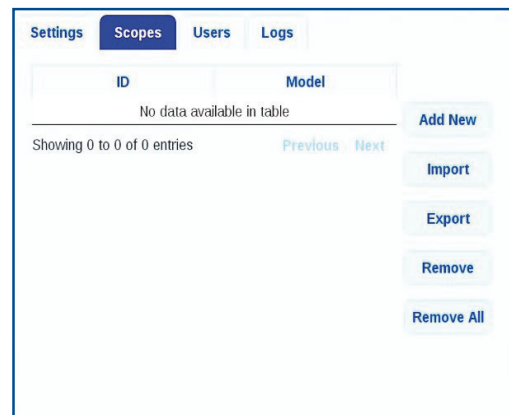 Settings Scopes Users Logs
ID Model
No data available in table
Showing 0 to 0 of 0 entries Previous Next
Add New
Import
Export
Remove
Remove All